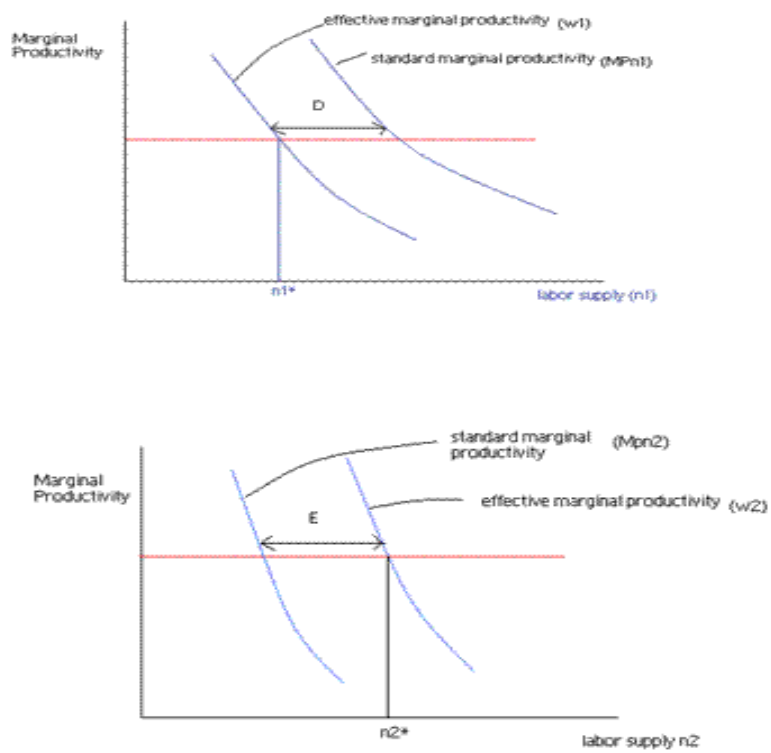 effective marginal productivity (w1)
Marginal
Productivity
standard marginal productivity (MPn1)
D
n1*
labor supply (n1)
standard marginal
productivity
(Mpn2)
Marginal
Productivity
effective marginal productivity (w2)
E
n2*
labor supply n2